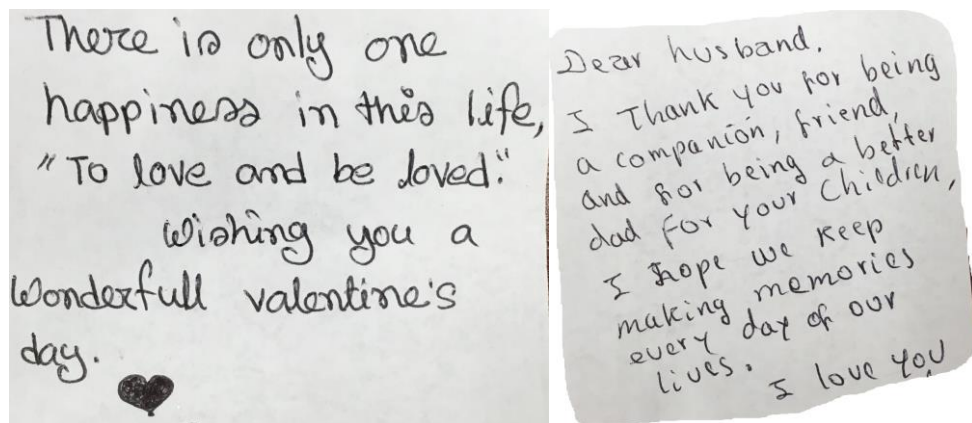 There is only one
happiness in this life,
"To love and be loved."
Wishing you a
Wonderfull valentine's
day.
Dear husband.
I Thank you for being
a companion, friend,
and for being a better
dad for your children,
I hope we keep
making memories
every day of our
lives.
I love you